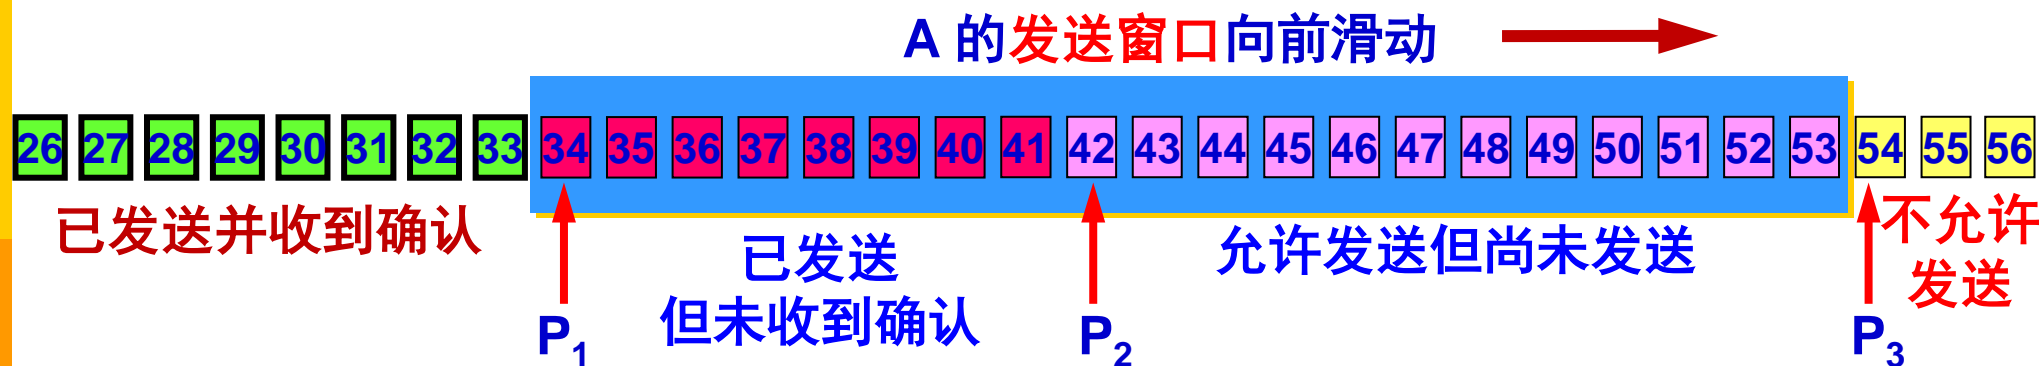 A 的发送窗口向前滑动
26 27 28 29 30 31 32 33 34 35 36 37 38 39 40 41 42 43 44 45 46 47 48 49 50 51 52 53 54 55 56
已发送并收到确认
已发送
但未收到确认
允许发送但尚未发送
不允许
发送
P1 P2 P3